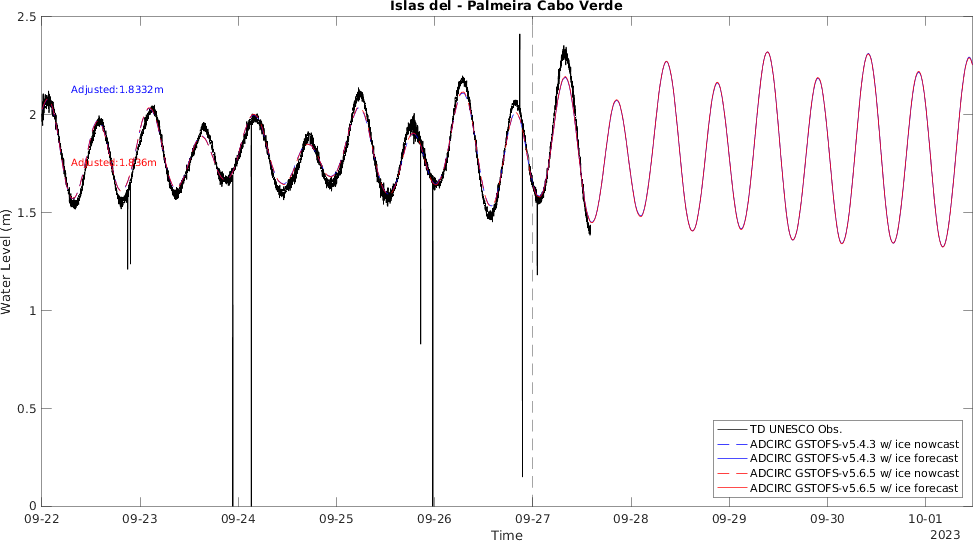 Islas del - Palmeira Cabo Verde
2.5
2
1.5
1
0.5
0
Water Level (m)
Adjusted:1.8332m
Adjusted:1.836m
TD UNESCO Obs.
ADCIRC GSTOFS-v5.4.3 w/ ice nowcast
ADCIRC GSTOFS-v5.4.3 w/ ice forecast
ADCIRC GSTOFS-v5.6.5 w/ ice nowcast
ADCIRC GSTOFS-v5.6.5 w/ ice forecast
09-22 09-23 09-24 09-25 09-26 09-27 09-28 09-29 09-30 10-01
Time
2023